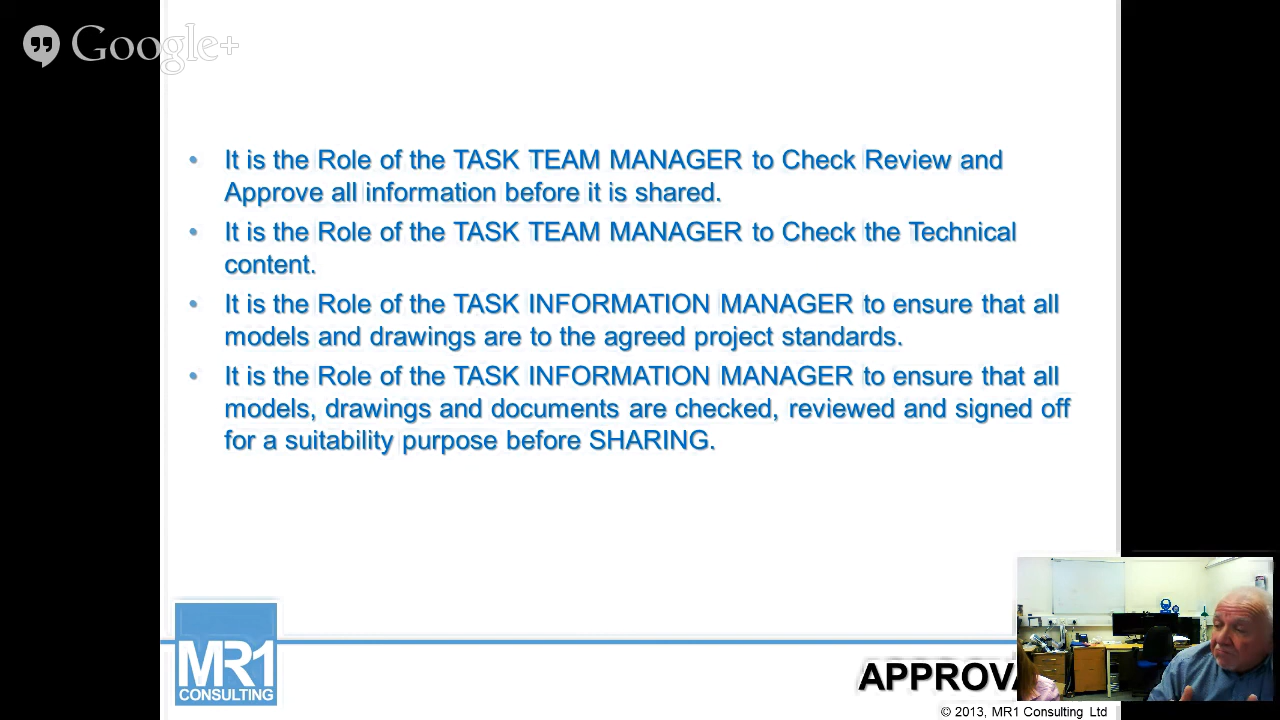 Google+
• It is the Role of the TASK TEAM MANAGER to Check Review and
Approve all information before it is shared.
• It is the Role of the TASK TEAM MANAGER to Check the Technical
content.
• It is the Role of the TASK INFORMATION MANAGER to ensure that all
models and drawings are to the agreed project standards.
• It is the Role of the TASK INFORMATION MANAGER to ensure that all
models, drawings and documents are checked, reviewed and signed off
for a suitability purpose before SHARING.
MR1
CONSULTING
© 2013, MR1 Consulting Ltd